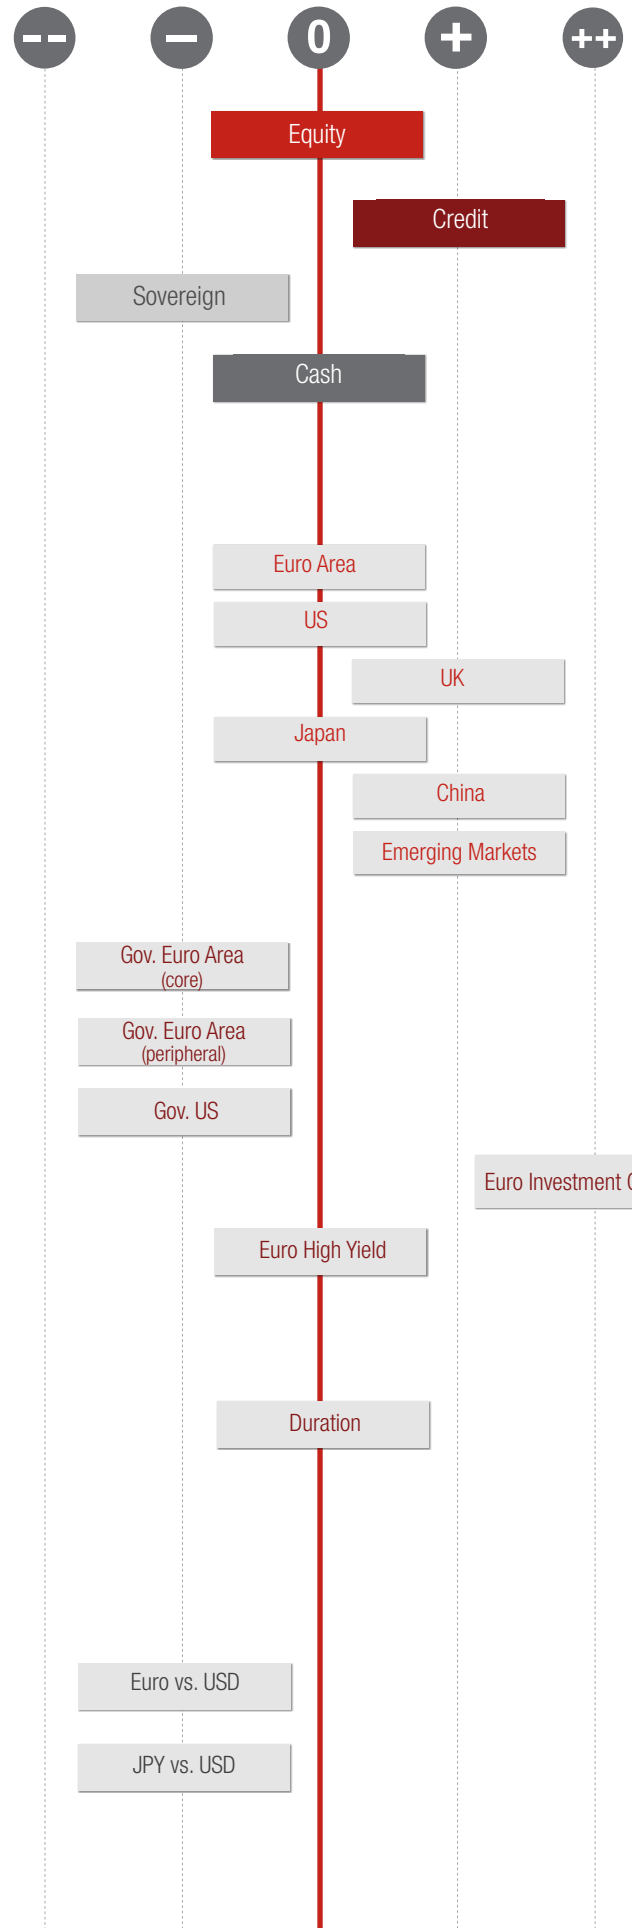 -- - 0 + ++
Equity
Credit
Sovereign
Cash
Euro Area
US
UK
Japan
China
Emerging Markets
Gov. Euro Area
(core)
Gov. Euro Area
(peripheral)
Gov. US
Euro Investment
Euro High Yield
Duration
Euro vs. USD
JPY vs. USD